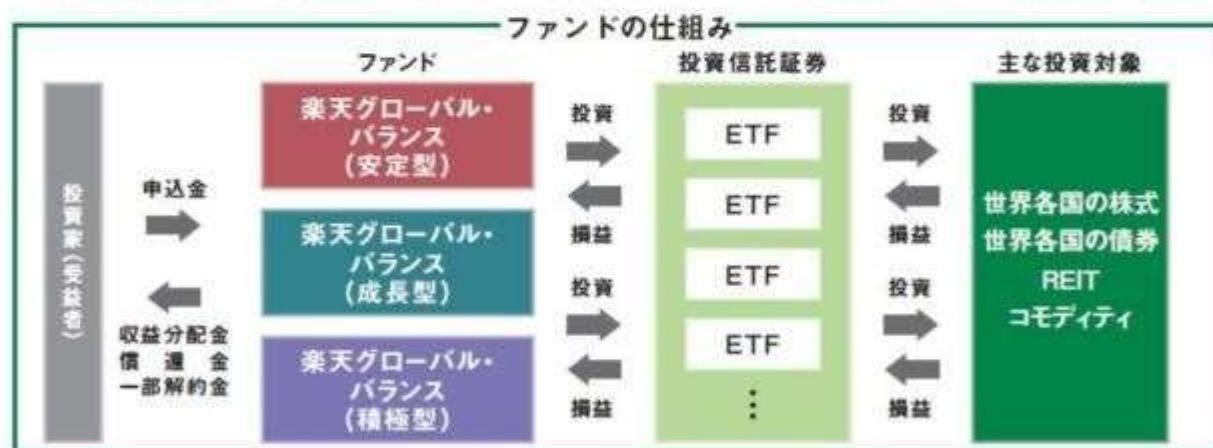 ファンドの仕組み
ファンド
投資信託証券
主な投資対象
投資家(受益者)
申込金
収益分配金
償還金
一部解約金
楽天グローバル・
バランス
(安定型)
楽天グローバル・
バランス
(成長型)
楽天グローバル・
バランス
(積極型)
投資
損益
投資
損益
ETF
ETF
ETF
ETF
⋮
投資
損益
投資
損益
世界各国の株式
世界各国の債券
REIT
コモディティ